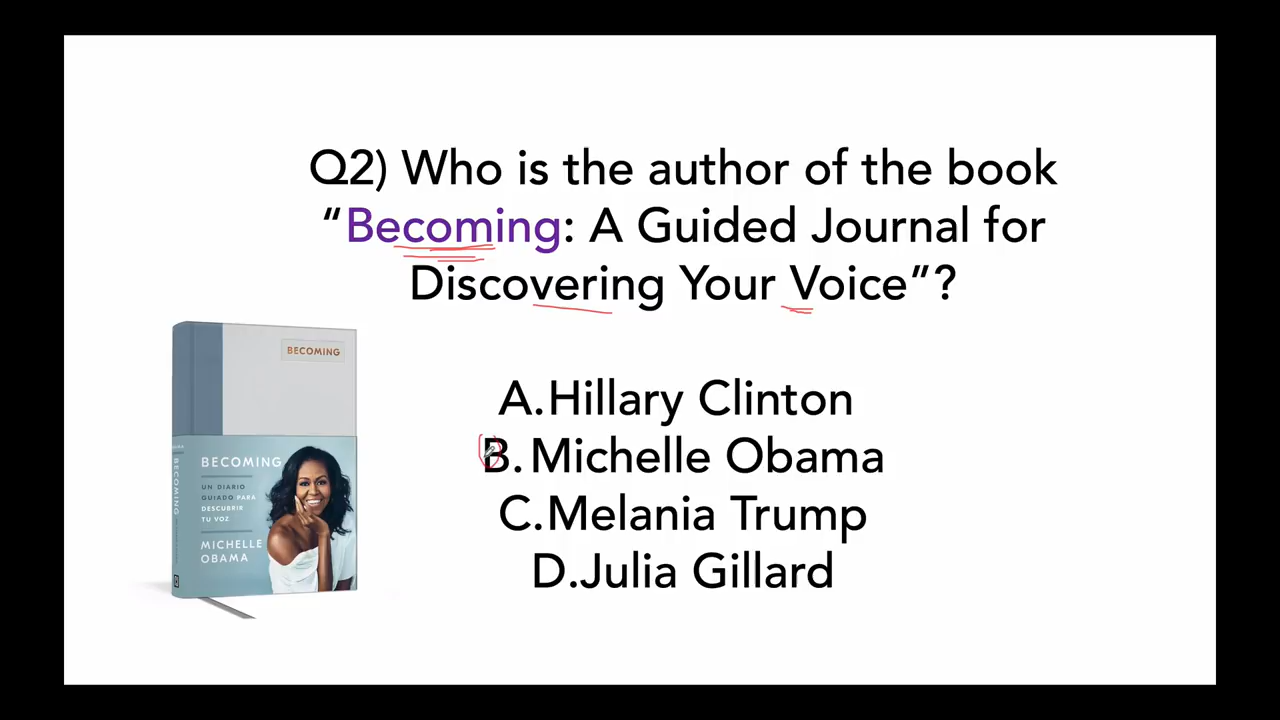 Q2) Who is the author of the book
“Becoming: A Guided Journal for
Discovering Your Voice”?
BECOMING
A.Hillary Clinton
B. Michelle Obama
C.Melania Trump
D.Julia Gillard
BECOMING
BECOMING
UN DIARIO
GUIADO PARA
DESCUBRIR
TU VOZ
MICHELLE
OBAMA